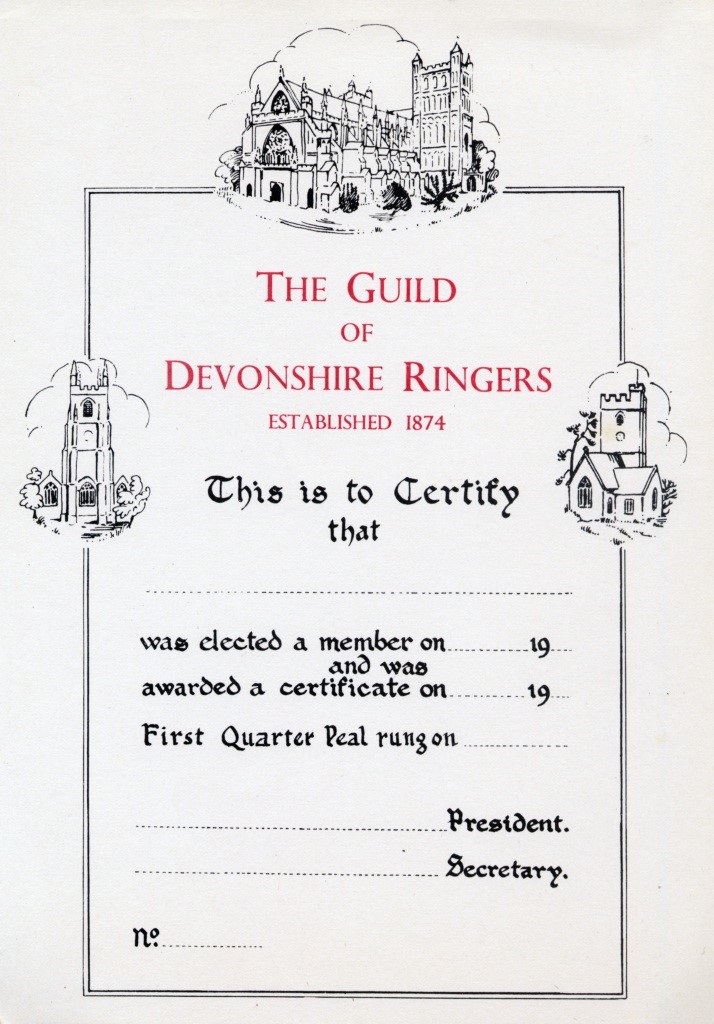 THE GUILD
OF
DEVONSHIRE RINGERS
ESTABLISHED 1874
This is to Certify
that
was elected a member on 19
and was
awarded a certificate on 19
First Quarter Peal rung on
President.
Secretary.
No.